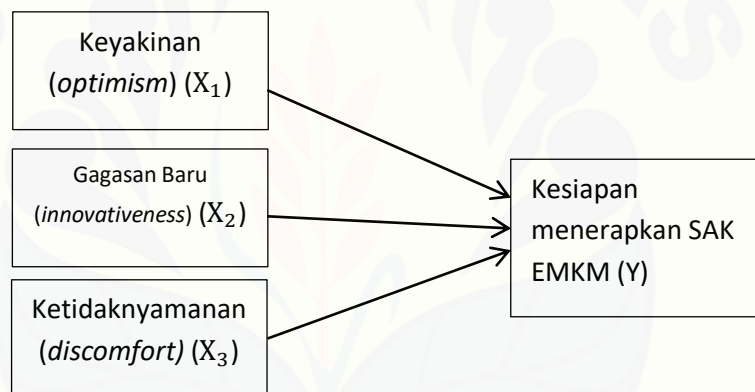 Keyakinan
(optimism) (X₁)
Gagasan Baru
(innovativeness) (X₂)
Ketidaknyamanan
(discomfort) (X₃)
Kesiapan
menerapkan SAK
EMKM (Y)